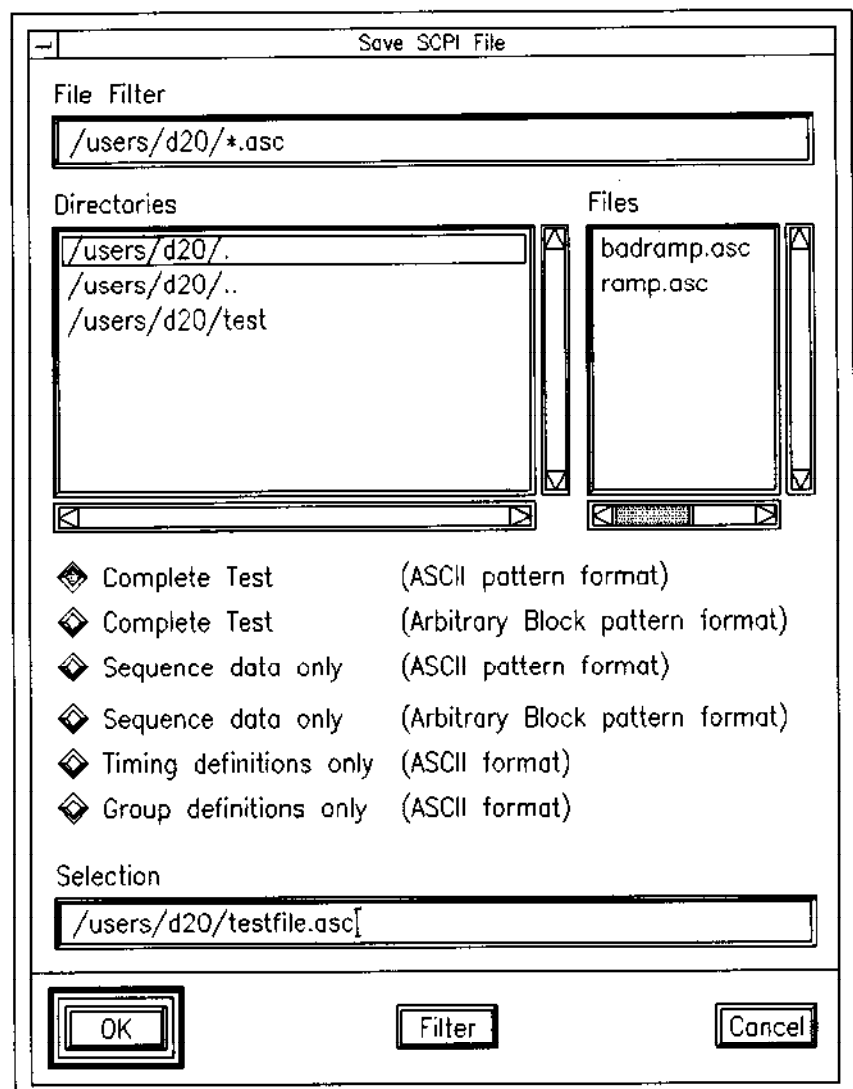 Save SCPI File
File Filter
/users/d20/*.asc
Directories
Files
/users/d20/.
/users/d20/..
/users/d20/test
badramp.asc
ramp.asc
Complete Test (ASCII pattern format)
Complete Test (Arbitrary Block pattern format)
Sequence data only (ASCII pattern format)
Sequence data only (Arbitrary Block pattern format)
Timing definitions only (ASCII format)
Group definitions only (ASCII format)
Selection
/users/d20/testfile.asc
OK Filter Cancel